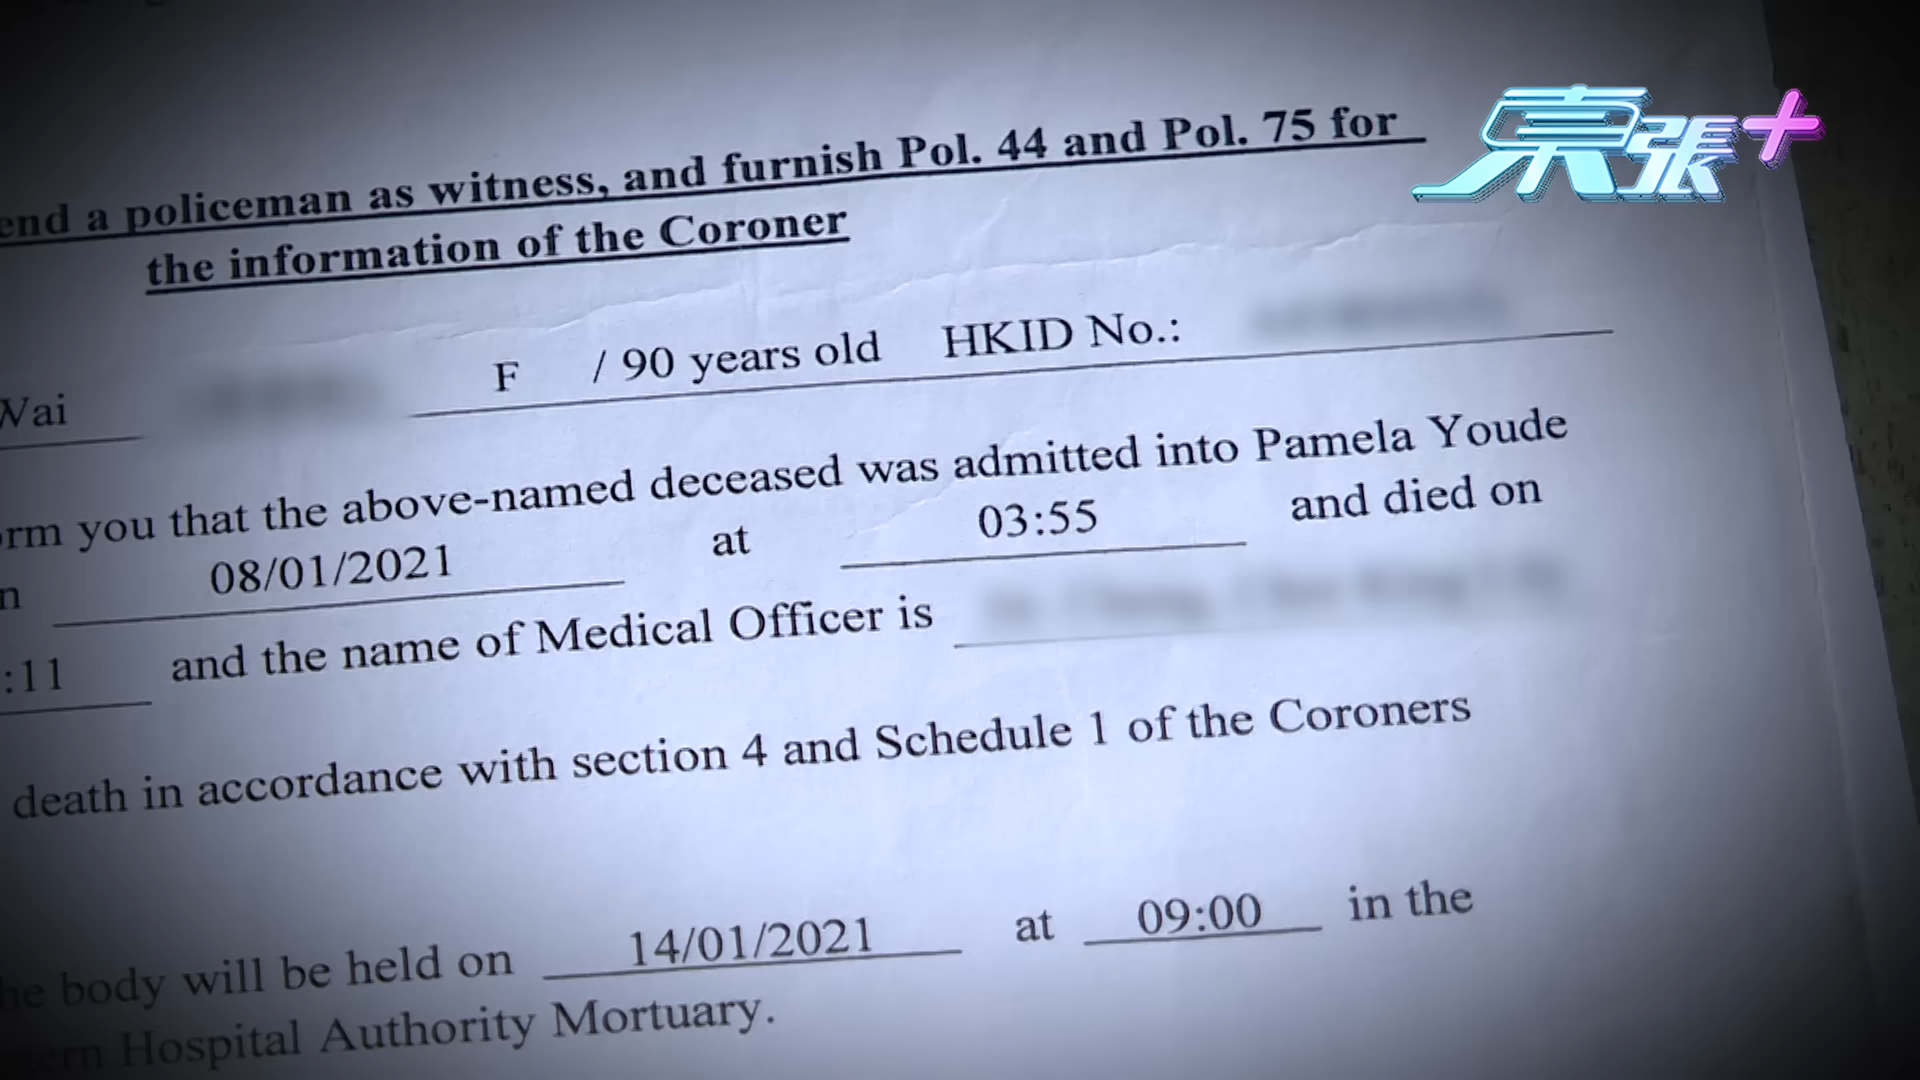 東張+
end a policeman as witness, and furnish Pol. 44 and Pol. 75 for
the information of the Coroner
Wai F / 90 years old HKID No.:
orm you that the above-named deceased was admitted into Pamela Youde
n 08/01/2021 at 03:55 and died on
:11 and the name of Medical Officer is
death in accordance with section 4 and Schedule 1 of the Coroners
he body will be held on 14/01/2021 at 09:00 in the
ern Hospital Authority Mortuary.